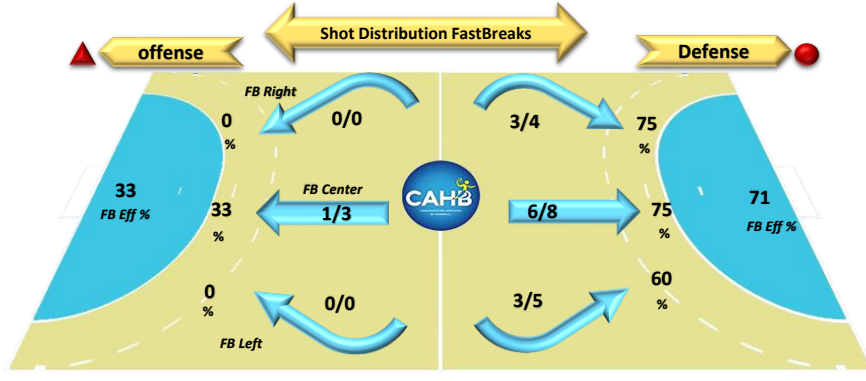 Shot Distribution FastBreaks
offense
Defense
FB Right
0
%
0/0
3/4
75
%
33
FB Eff %
33
%
FB Center
1/3
CAHB
6/8
75
%
71
FB Eff %
0
%
0/0
3/5
60
%
FB Left